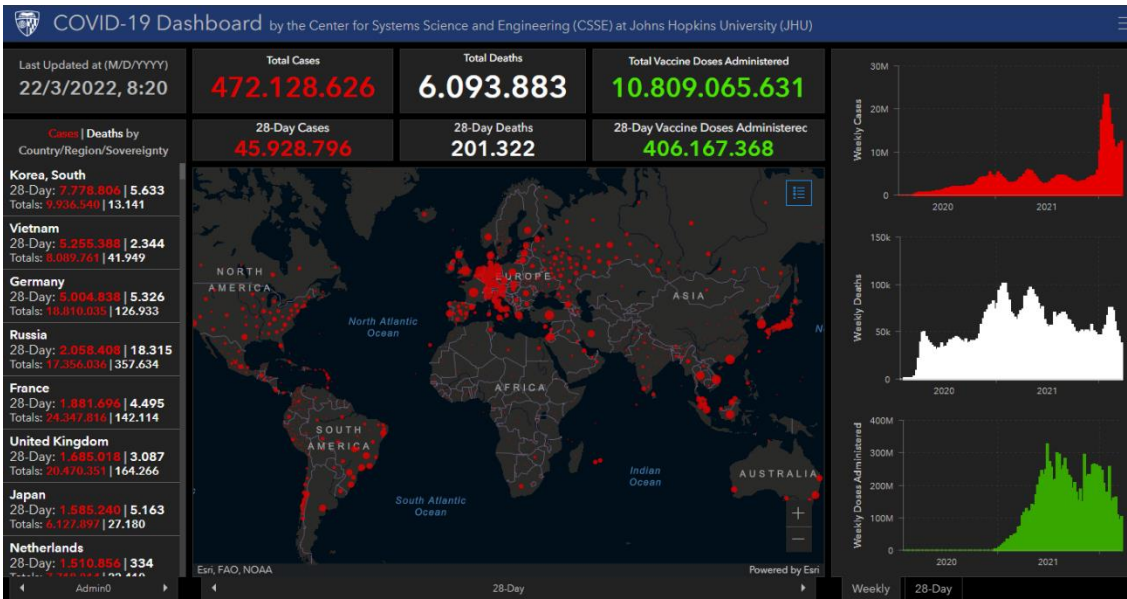 COVID-19 Dashboard by the Center for Systems Science and Engineering (CSSE) at Johns Hopkins University (JHU)
Last Updated at (M/D/YYYY)
22/3/2022, 8:20
Total Cases
472.128.626
Total Deaths
6.093.883
Total Vaccine Doses Administered
10.809.065.631
28-Day Cases
45.928.796
28-Day Deaths
201.322
28-Day Vaccine Doses Administerec
406.167.368
Cases | Deaths by
Country/Region/Sovereignty
Korea, South
28-Day: 7.778.806 | 5.633
Totals: 9.936.540 | 13.141
Vietnam
28-Day: 5.255.388 | 2.344
Totals: 8.089.761 | 41.949
Germany
28-Day: 5.004.838 | 5.326
Totals: 18.810.035 | 126.933
Russia
28-Day: 2.058.408 | 18.315
Totals: 17.356.036 | 357.634
France
28-Day: 1.881.696 | 4.495
Totals: 24.347.816 | 142.114
United Kingdom
28-Day: 1.685.018 | 3.087
Totals: 20.470.351 | 164.266
Japan
28-Day: 1.585.240 | 5.163
Totals: 6.127.897 | 27.180
Netherlands
28-Day: 1.510.856 | 334
Admin0
NORTH
AMERICA
North Atlantic
Ocean
EUROPE
ASIA
N
AFRICA
SOUTH
AMERICA
Indian
Ocean
AUSTRALIA
South Atlantic
Ocean
Esri, FAO, NOAA
Powered by Esri
28-Day
Weekly Cases
30M
20M
10M
0
2020
2021
Weekly Deaths
150k
100k
50k
0
2020
2021
Weekly Doses Administered
400M
300M
200M
100M
0
2020
2021
Weekly
28-Day